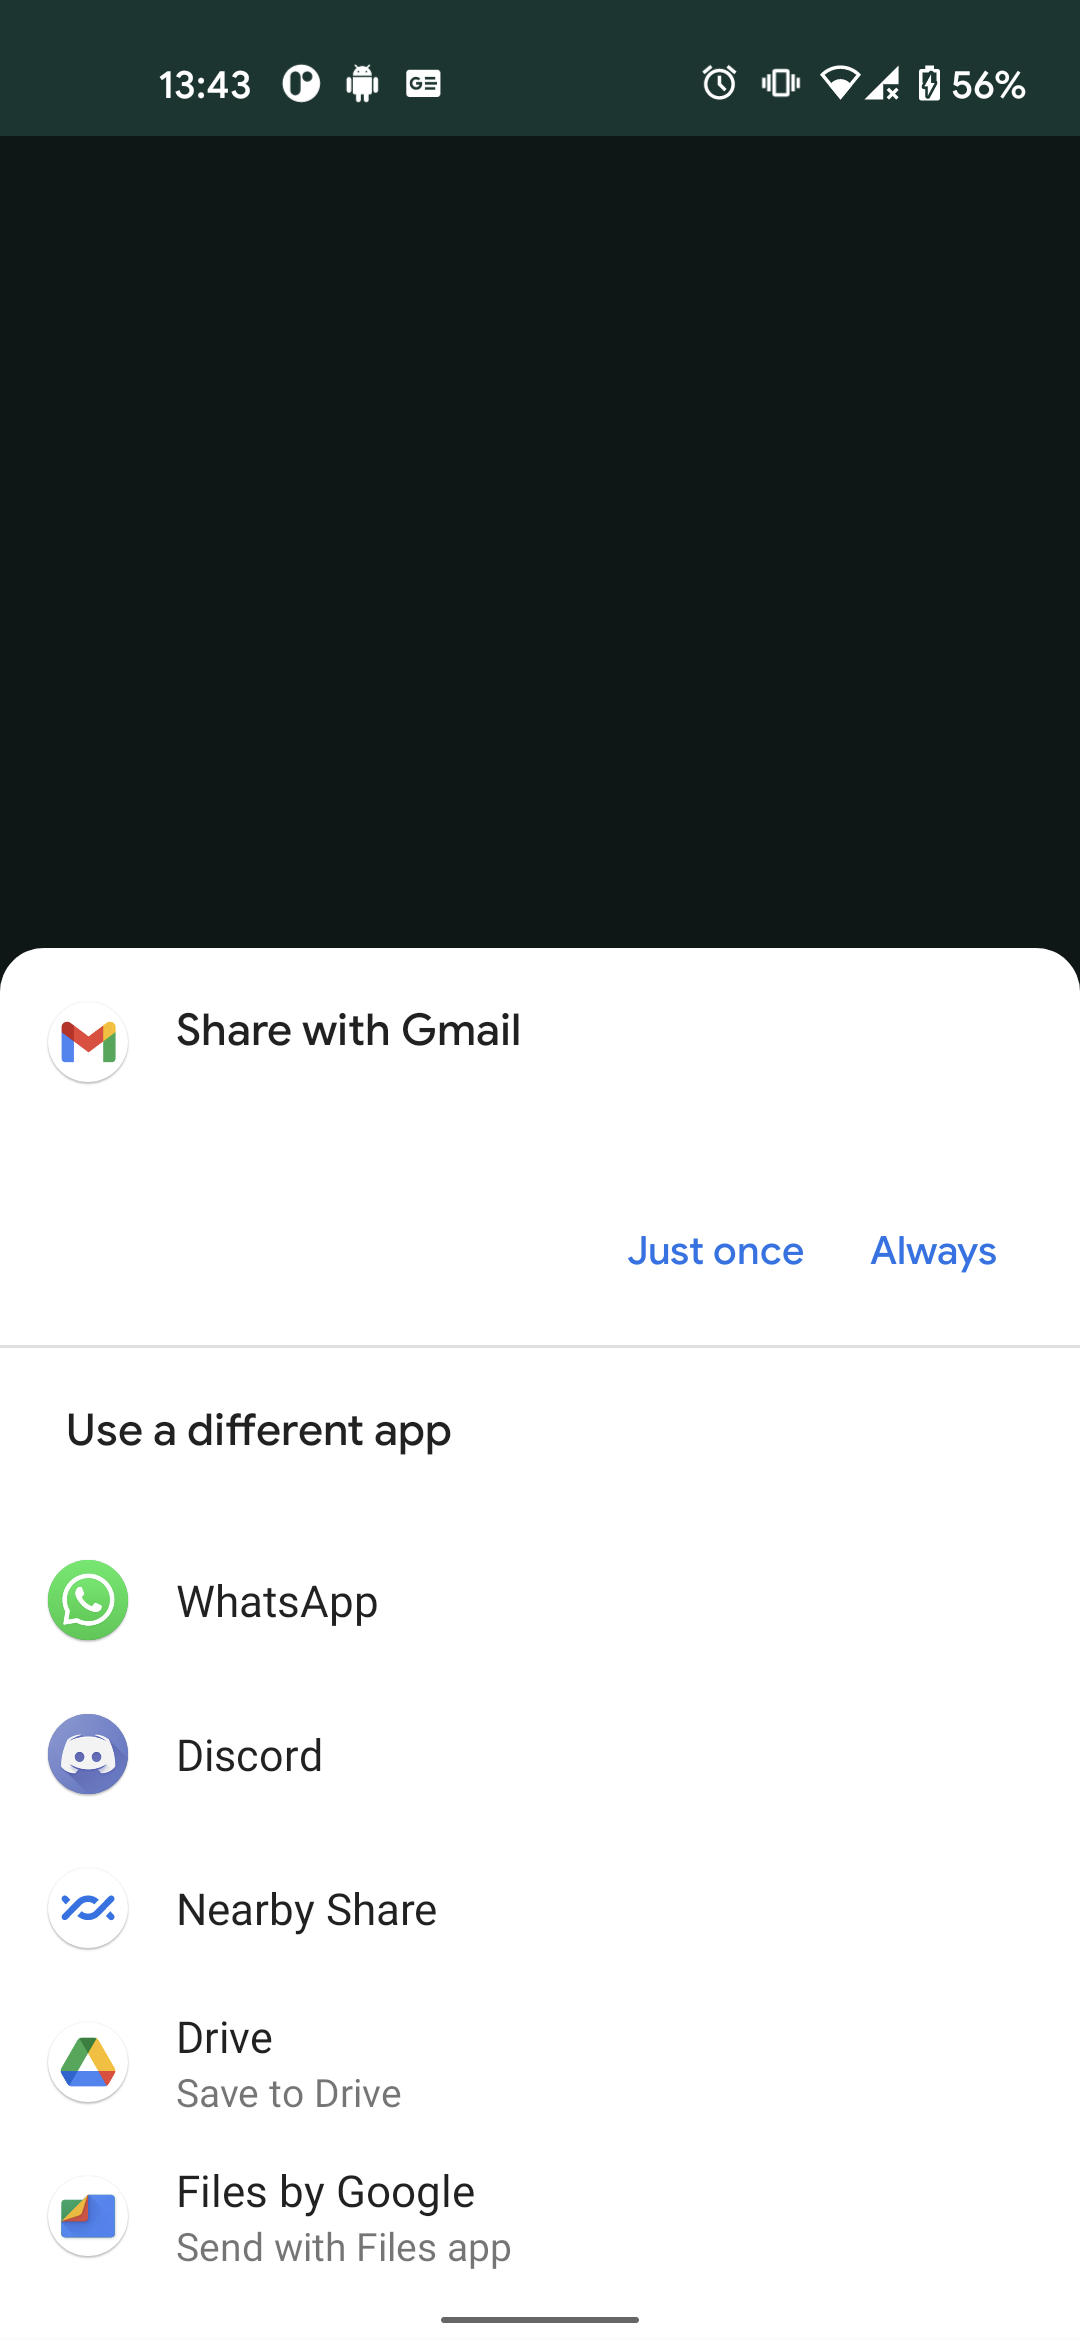 13:43 GE 56%
Share with Gmail
Just once Always
Use a different app
WhatsApp
Discord
Nearby Share
Drive
Save to Drive
Files by Google
Send with Files app